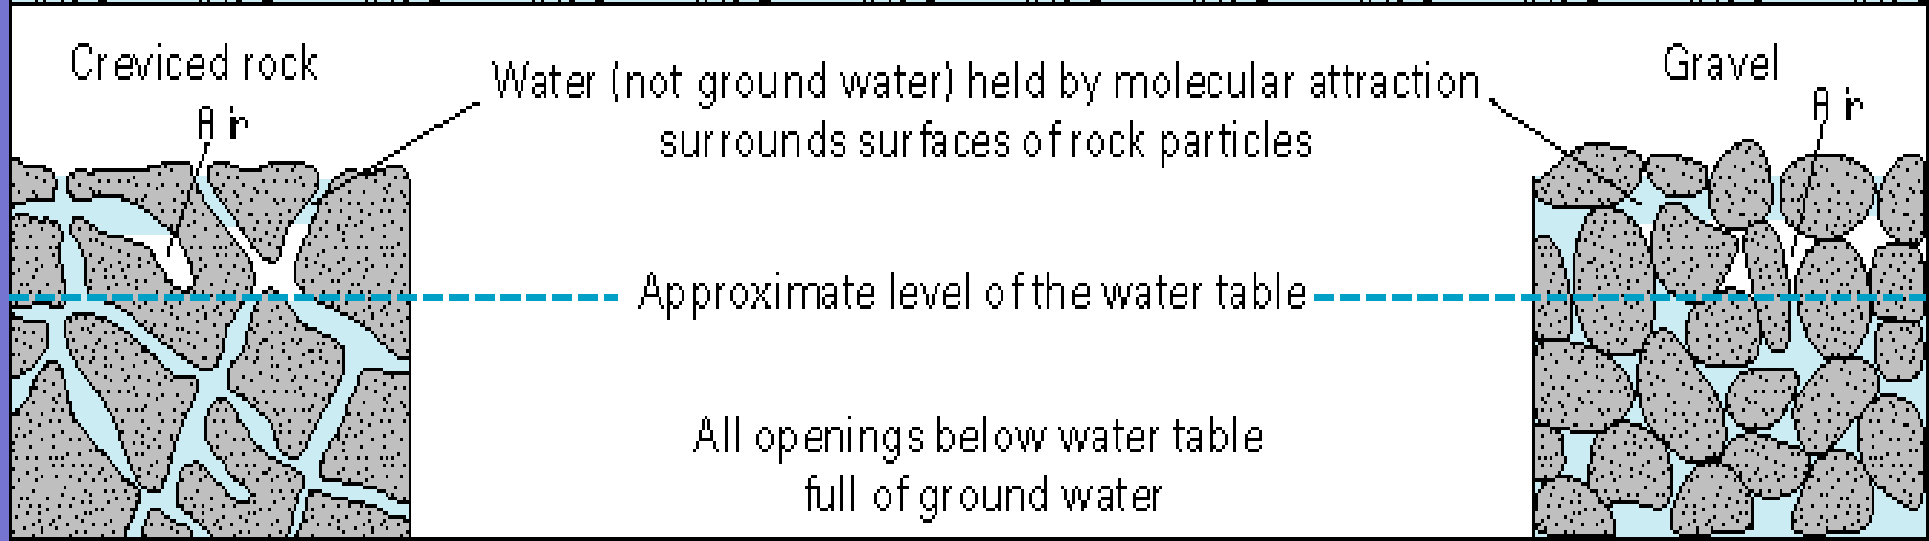 Creviced rock
Air
Water (not ground water) held by molecular attraction
surrounds surfaces of rock particles
Gravel
Air
Approximate level of the water table
All openings below water table
full of ground water